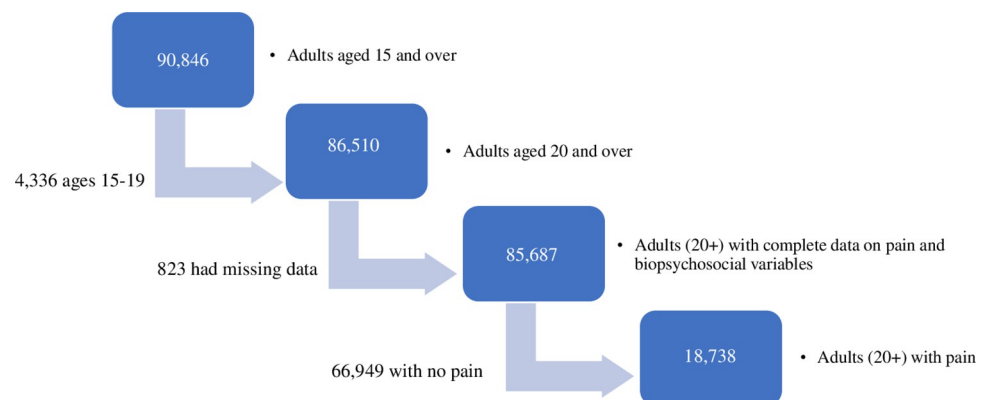 90,846
• Adults aged 15 and over
4,336 ages 15-19
86,510
• Adults aged 20 and over
823 had missing data
85,687
• Adults (20+) with complete data on pain and
biopsychosocial variables
66,949 with no pain
18,738
• Adults (20+) with pain